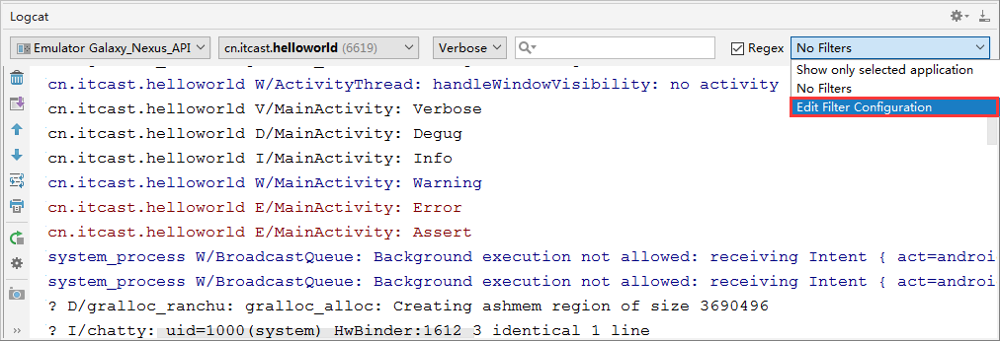 Logcat
Emulator Galaxy_Nexus_API
cn.itcast.helloworld (6619)
Verbose
Regex
No Filters
Show only selected application
No Filters
Edit Filter Configuration
cn.itcast.helloworld W/ActivityThread: handleWindowVisibility: no activity
cn.itcast.helloworld V/MainActivity: Verbose
cn.itcast.helloworld D/MainActivity: Degug
cn.itcast.helloworld I/MainActivity: Info
cn.itcast.helloworld W/MainActivity: Warning
cn.itcast.helloworld E/MainActivity: Error
cn.itcast.helloworld E/MainActivity: Assert
system_process W/BroadcastQueue: Background execution not allowed: receiving Intent { act=androi
system_process W/BroadcastQueue: Background execution not allowed: receiving Intent { act=androi
? D/gralloc_ranchu: gralloc_alloc: Creating ashmem region of size 3690496
? I/chatty: uid=1000(system) HwBinder:1612 3 identical 1 line